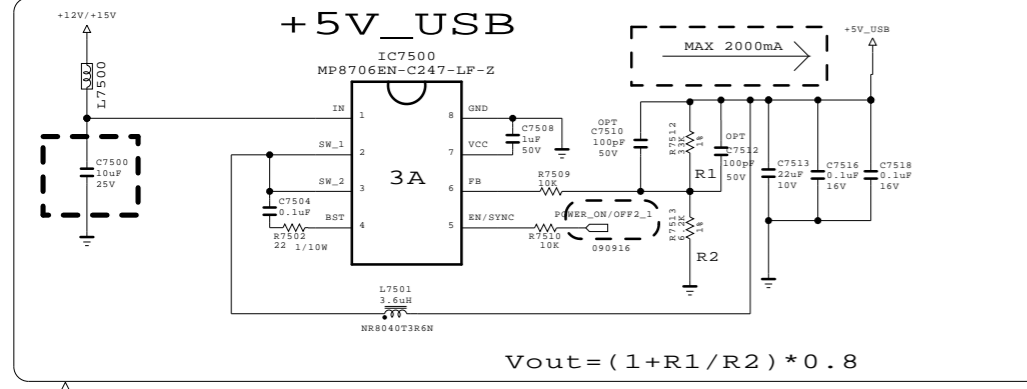 +12V/+15V
+5V_USB
L7500
C7500
10uF
25V
IC7500
MP8706EN-C247-LF-Z
3A
IN
1
SW_1
2
SW_2
3
BST
4
GND
8
VCC
7
FB
6
EN/SYNC
5
C7504
0.1uF
R7502
22 1/10W
C7508
1uF
50V
R7509
10K
R7510
10K
POWER_ON/OFF2_1
090916
L7501
3.6uH
NR8040T3R6N
MAX 2000mA
+5V_USB
OPT
C7510
100pF
50V
R7512
33K
1%
R1
OPT
C7512
100pF
50V
R7513
6.2K
1%
R2
C7513
22uF
10V
C7516
0.1uF
16V
C7518
0.1uF
16V
Vout=(1+R1/R2)*0.8